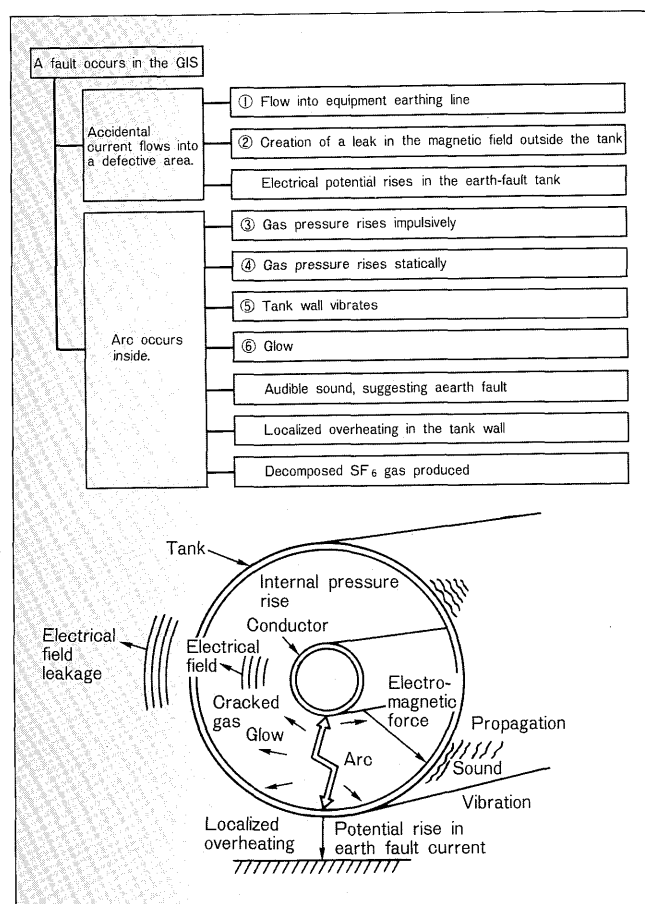 A fault occurs in the GIS
Accidental
current flows into
a defective area.
① Flow into equipment earthing line
② Creation of a leak in the magnetic field outside the tank
Electrical potential rises in the earth-fault tank
Arc occurs
inside.
③ Gas pressure rises impulsively
④ Gas pressure rises statically
⑤ Tank wall vibrates
⑥ Glow
Audible sound, suggesting aearth fault
Localized overheating in the tank wall
Decomposed SF₆ gas produced
Tank
Internal pressure
rise
Conductor
Electrical
field
leakage
Electrical
field
Cracked
gas
Glow
Electro-
magnetic
force
Arc
Propagation
Sound
Vibration
Localized
overheating
Potential rise in
earth fault current